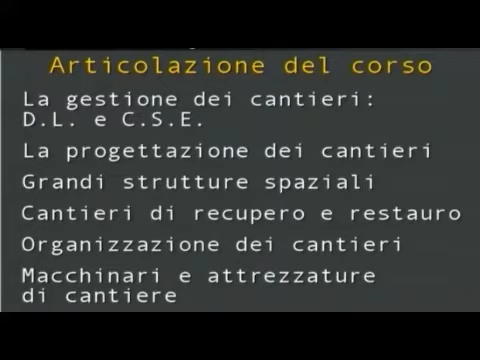 Articolazione del corso
La gestione dei cantieri:
D.L. e C.S.E.
La progettazione dei cantieri
Grandi strutture spaziali
Cantieri di recupero e restauro
Organizzazione dei cantieri
Macchinari e attrezzature
di cantiere